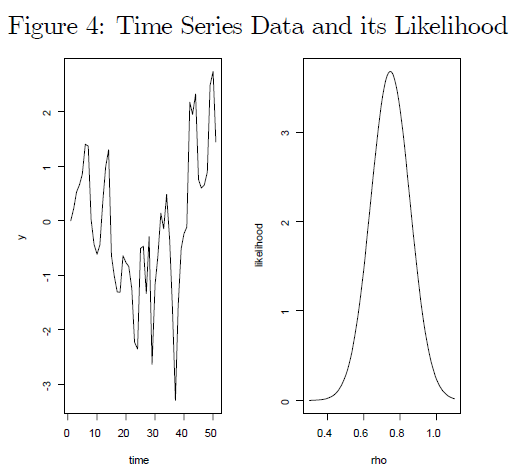 Figure 4: Time Series Data and its Likelihood
2
1
0
-1
-2
-3
y
0 10 20 30 40 50
time
3
2
1
0
likelihood
0.4 0.6 0.8 1.0
rho